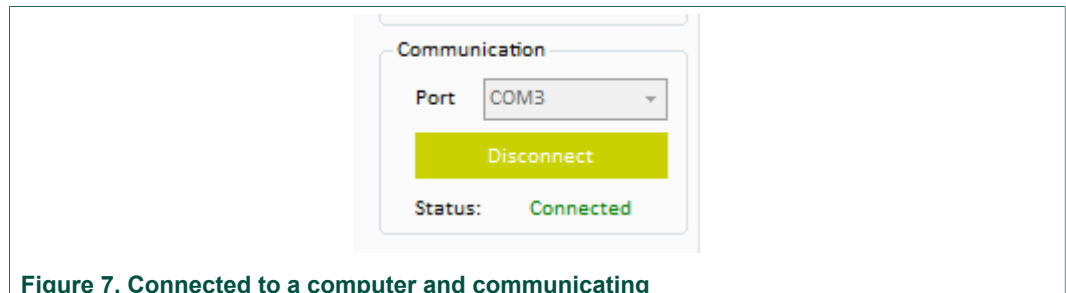 Communication
Port COM3
Disconnect
Status: Connected
Figure 7. Connected to a computer and communicating